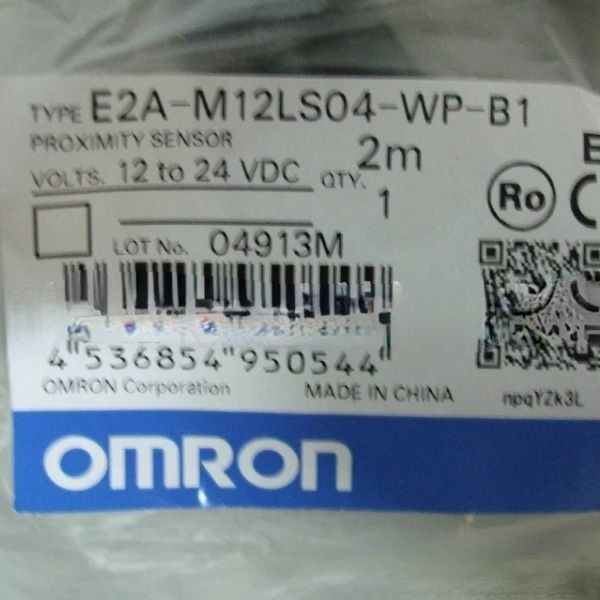 TYPE E2A-M12LS04-WP-B1
PROXIMITY SENSOR 2m
VOLTS. 12 to 24 VDC QTY. 1
Ro
LOT No. 04913M
4"536854"950544"
OMRON Corporation MADE IN CHINA npqYZk3L
OMRON